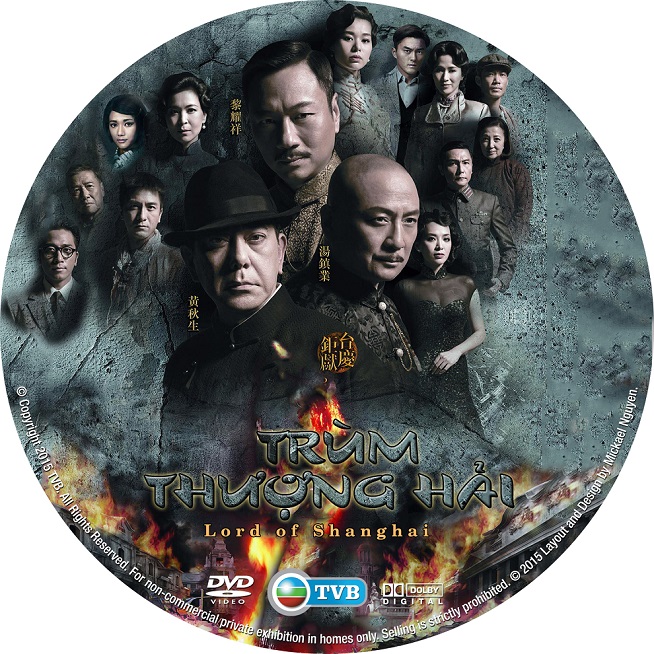 黎耀祥
湯鎮業
黃秋生
台慶
鉅獻
TRÙM
THƯỢNG HẢI
Lord of Shanghai
DVD
VIDEO
TVB
DOLBY
DIGITAL
© Copyright 2015 TVB. All Rights Reserved. For non-commercial private exhibition in homes only. Selling is strictly prohibited. © 2015 Layout and Design by Mickael Nguyen.